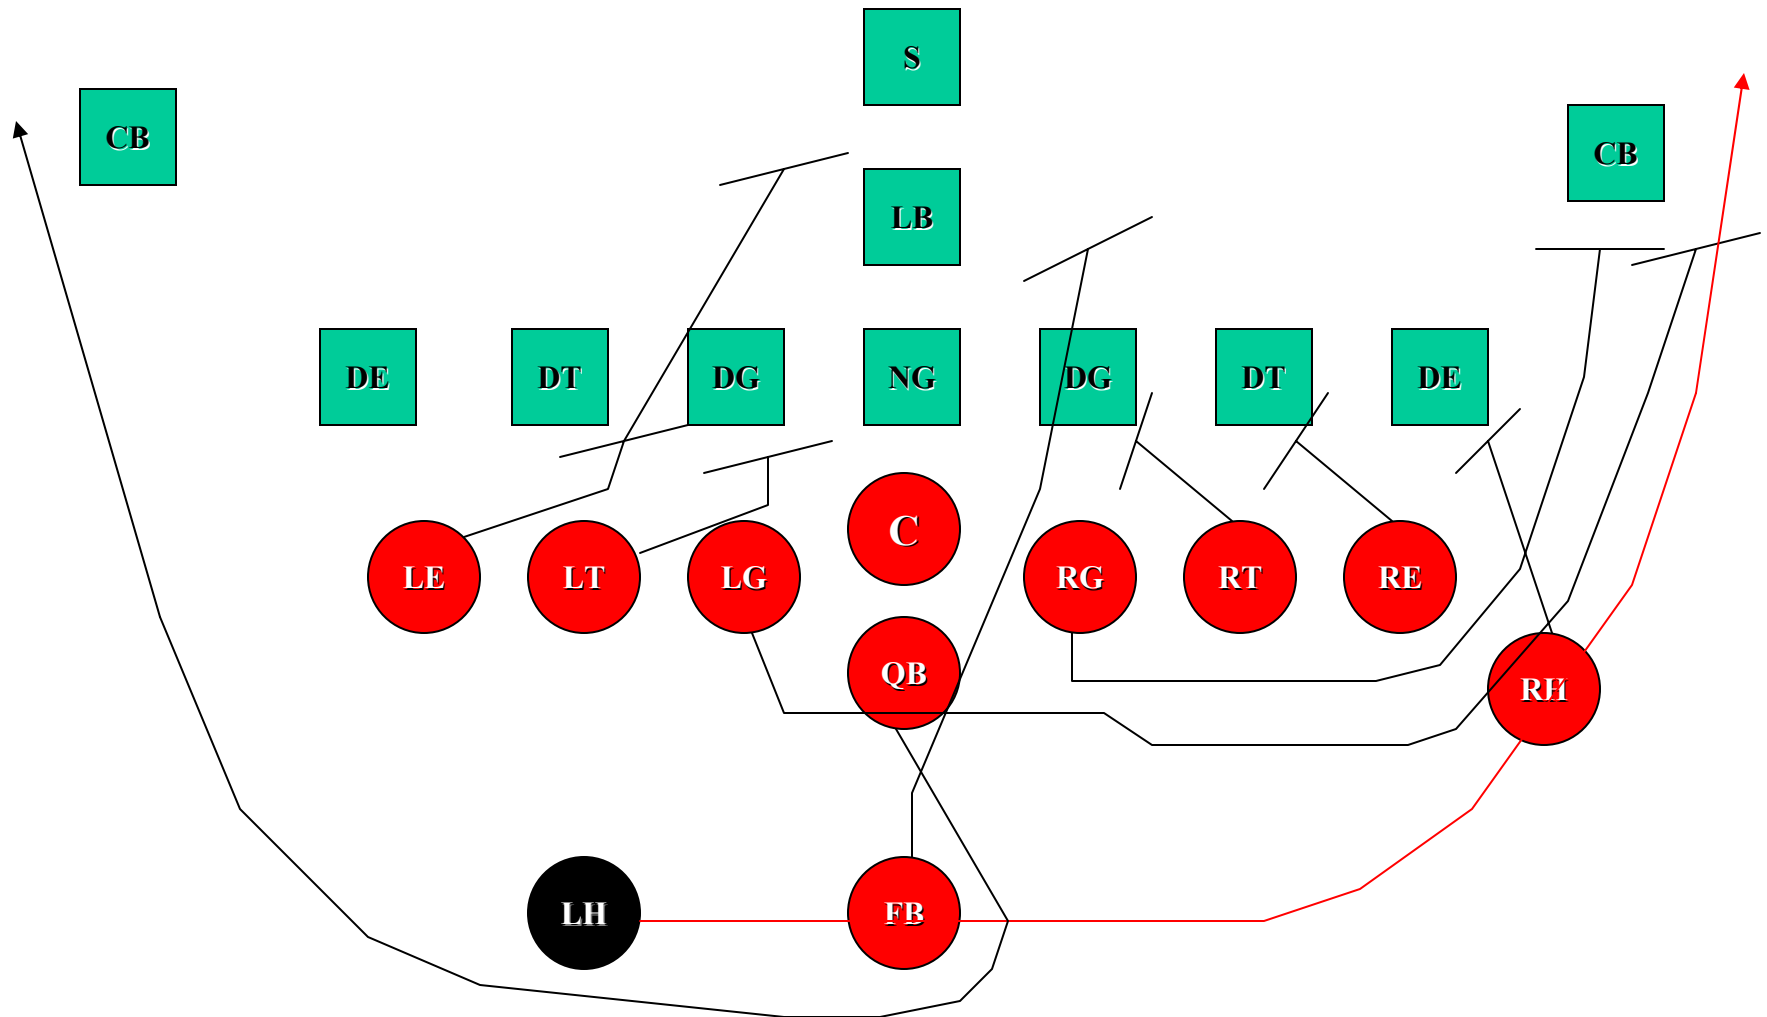 S
CB
CB
LB
DE
DT
DG
NG
DG
DT
DE
C
LE
LT
LG
RG
RT
RE
QB
RH
LH
FB